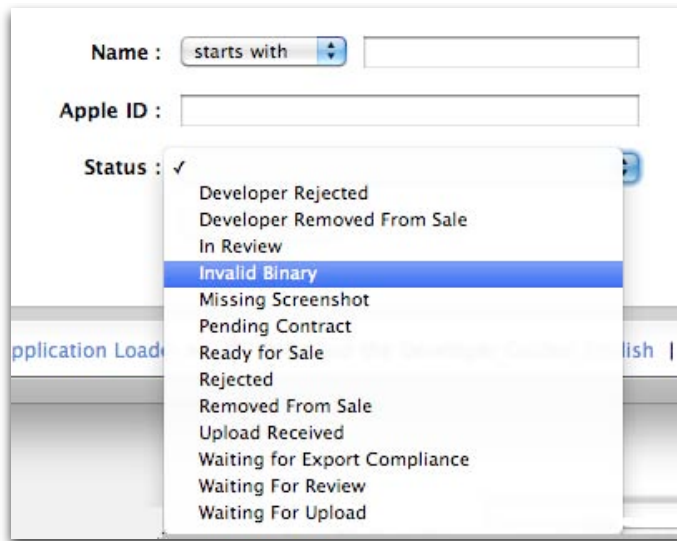 Name : starts with
Apple ID :
Status : ✓
Developer Rejected
Developer Removed From Sale
In Review
Invalid Binary
Missing Screenshot
Pending Contract
pplication Loade Ready for Sale lish |
Rejected
Removed From Sale
Upload Received
Waiting for Export Compliance
Waiting For Review
Waiting For Upload